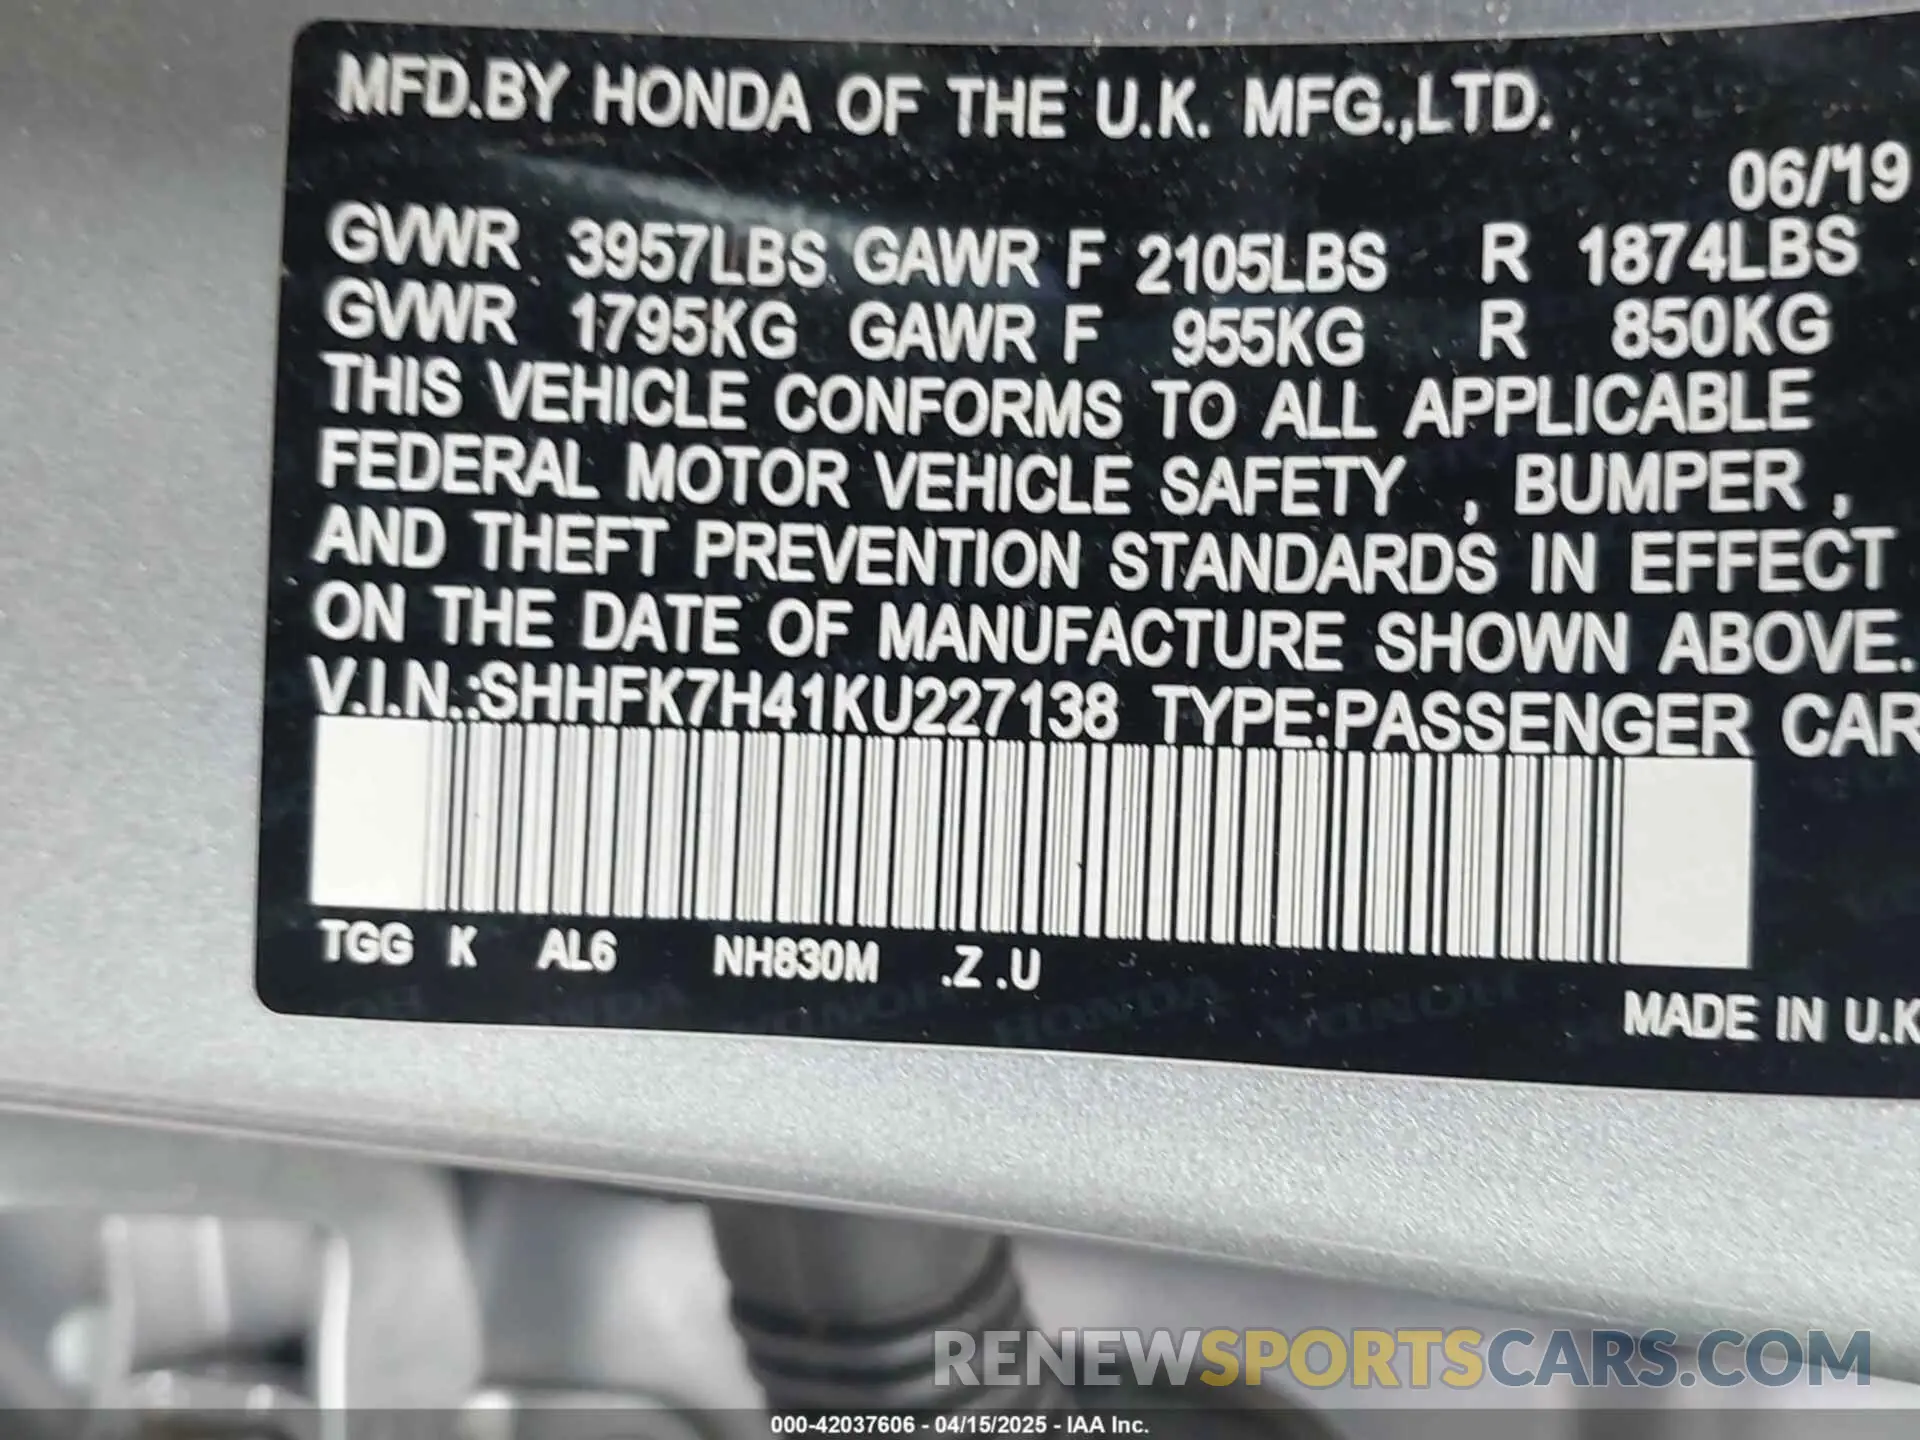 MFD.BY HONDA OF THE U.K. MFG.,LTD.
06/19
GVWR 3957LBS GAWR F 2105LBS R 1874LBS
GVWR 1795KG GAWR F 955KG R 850KG
THIS VEHICLE CONFORMS TO ALL APPLICABLE
FEDERAL MOTOR VEHICLE SAFETY , BUMPER ,
AND THEFT PREVENTION STANDARDS IN EFFECT
ON THE DATE OF MANUFACTURE SHOWN ABOVE.
V.I.N.:SHHFK7H41KU227138 TYPE:PASSENGER CAR
TGG K AL6 NH830M .Z .U
HONDA
MADE IN U.K
RENEWSPORTSCARS.COM
000-42037606 - 04/15/2025 - IAA Inc.